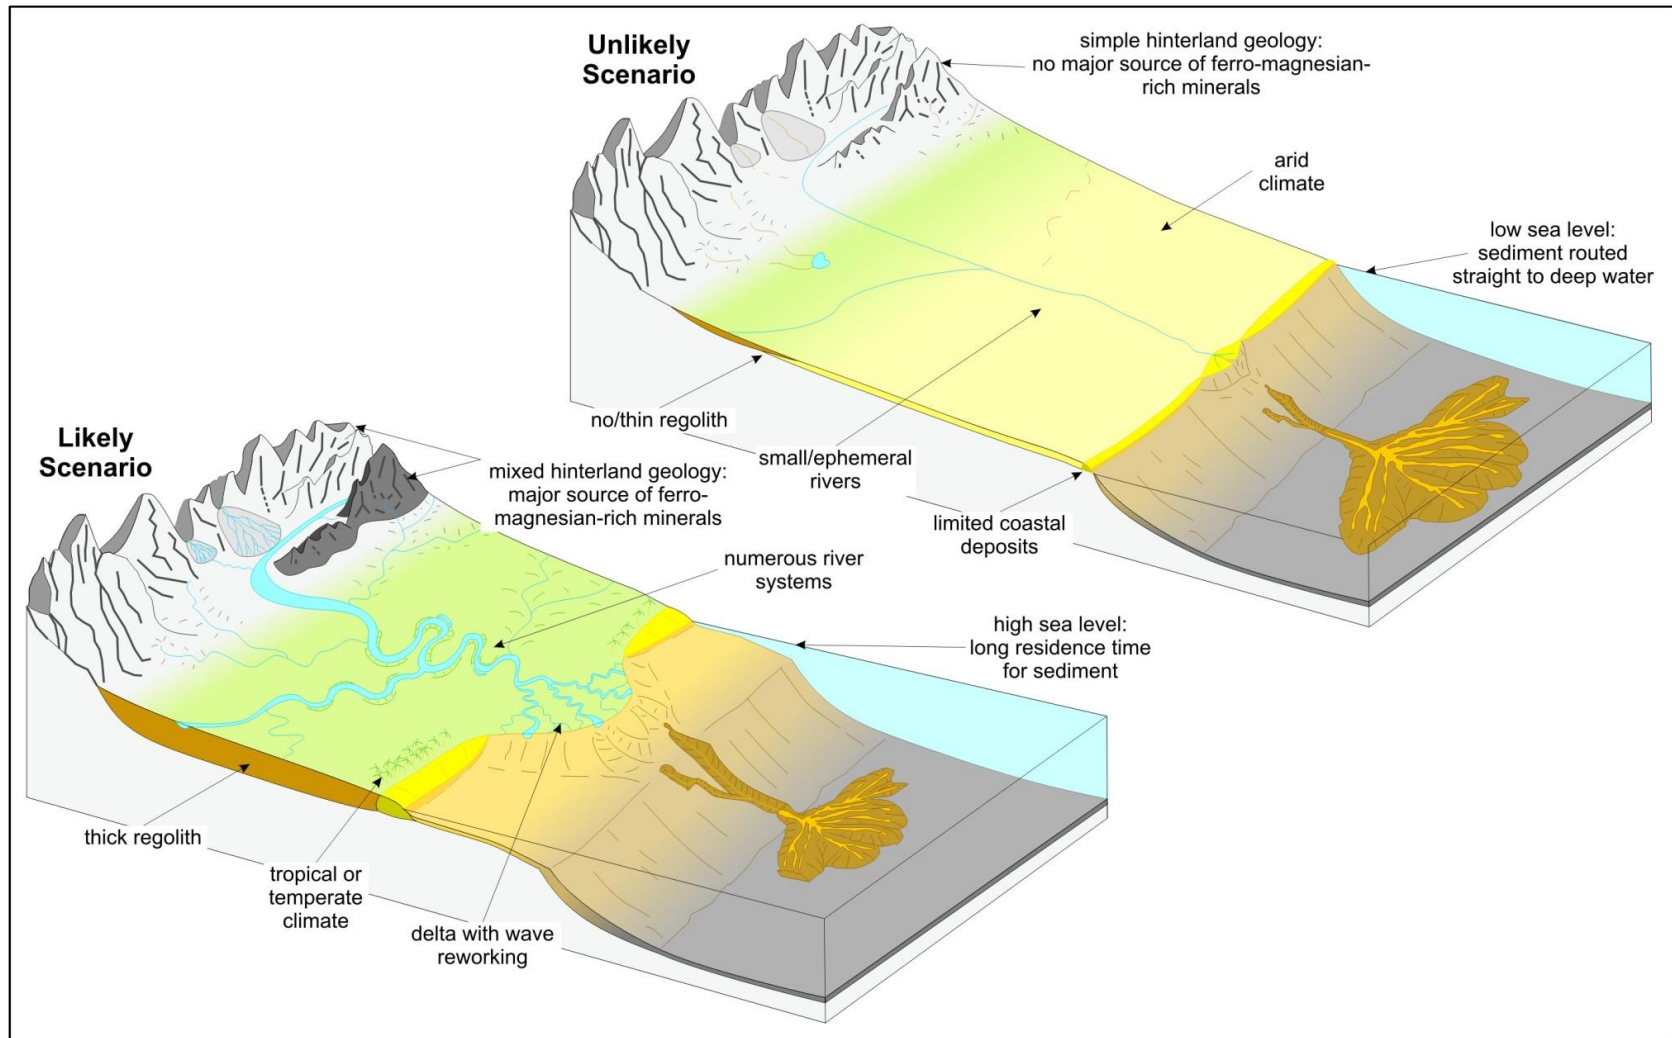 Unlikely
Scenario
simple hinterland geology:
no major source of ferro-magnesian-
rich minerals
arid
climate
low sea level:
sediment routed
straight to deep water
no/thin regolith
small/ephemeral
rivers
limited coastal
deposits
Likely
Scenario
mixed hinterland geology:
major source of ferro-
magnesian-rich minerals
numerous river
systems
high sea level:
long residence time
for sediment
thick regolith
tropical or
temperate
climate
delta with wave
reworking